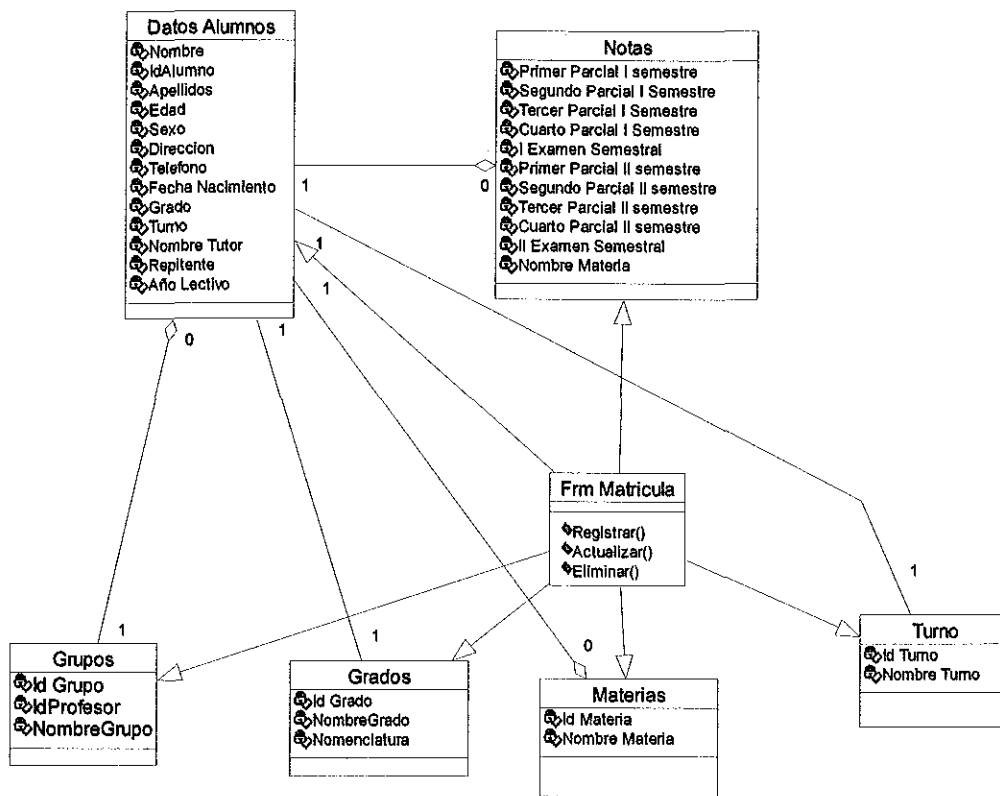 Datos Alumnos
Nombre
IdAlumno
Apellidos
Edad
Sexo
Direccion
Telefono
Fecha Nacimiento
Grado
Turno
Nombre Tutor
Repitente
Año Lectivo
Notas
Primer Parcial I semestre
Segundo Parcial I Semestre
Tercer Parcial I Semestre
Cuarto Parcial I Semestre
I Examen Semestral
Primer Parcial II semestre
Segundo Parcial II semestre
Tercer Parcial II semestre
Cuarto Parcial II semestre
II Examen Semestral
Nombre Materia
1
0
1
1
0
1
Frm Matricula
Registrar()
Actualizar()
Eliminar()
1
1
1
0
Grupos
Id Grupo
IdProfesor
NombreGrupo
Grados
Id Grado
NombreGrado
Nomenclatura
Materias
Id Materia
Nombre Materia
Turno
Id Turno
Nombre Turno